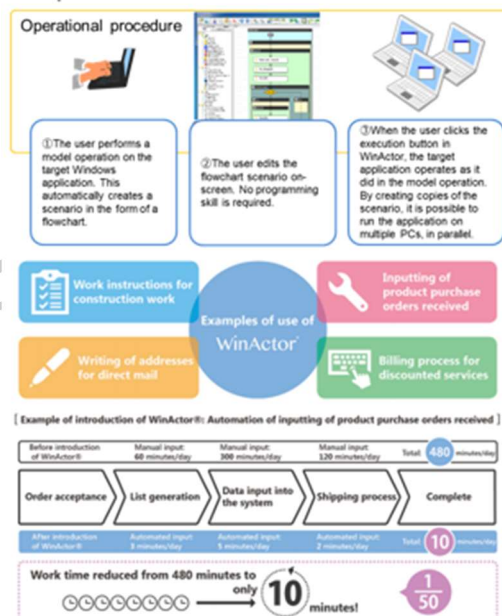 Operational procedure
①The user performs a
model operation on the
target Windows
application. This
automatically creates a
scenario in the form of a
flowchart.
②The user edits the
flowchart scenario on-
screen. No programming
skill is required.
③When the user clicks the
execution button in
WinActor, the target
application operates as it
did in the model operation.
By creating copies of the
scenario, it is possible to
run the application on
multiple PCs, in parallel.
Work instructions for
construction work
Inputting of
product purchase
orders received
Examples of use of
WinActor®
Writing of addresses
for direct mail
Billing process for
discounted services
[ Example of introduction of WinActor®: Automation of inputting of product purchase orders received ]
Before introduction
of WinActor®
Manual input:
60 minutes/day
Manual input:
300 minutes/day
Manual input:
120 minutes/day
Total: 480 minutes/day
Order acceptance
List generation
Data input into
the system
Shipping process
Complete
After introduction
of WinActor®
Automated input:
3 minutes/day
Automated input:
5 minutes/day
Automated input:
2 minutes/day
Total: 10 minutes/day
Work time reduced from 480 minutes to
only 10 minutes!
1
50